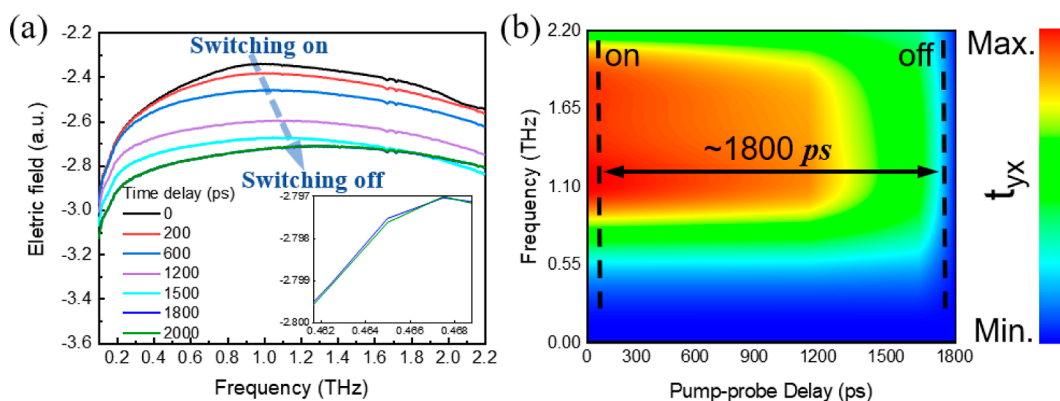 (a)
Switching on
Switching off
Eletric field (a.u.)
-2.2
-2.4
-2.6
-2.8
-3.0
-3.2
-3.4
-3.6
Time delay (ps)
0
200
600
1200
1500
1800
2000
-2.797
-2.798
-2.799
-2.800
0.462 0.464 0.466 0.468
0.2 0.4 0.6 0.8 1.0 1.2 1.4 1.6 1.8 2.0 2.2
Frequency (THz)
(b)
on
off
~1800 ps
Frequency (THz)
2.20
1.65
1.10
0.55
0.00
0 300 600 900 1200 1500 1800
Pump-probe Delay (ps)
Max.
tyx
Min.